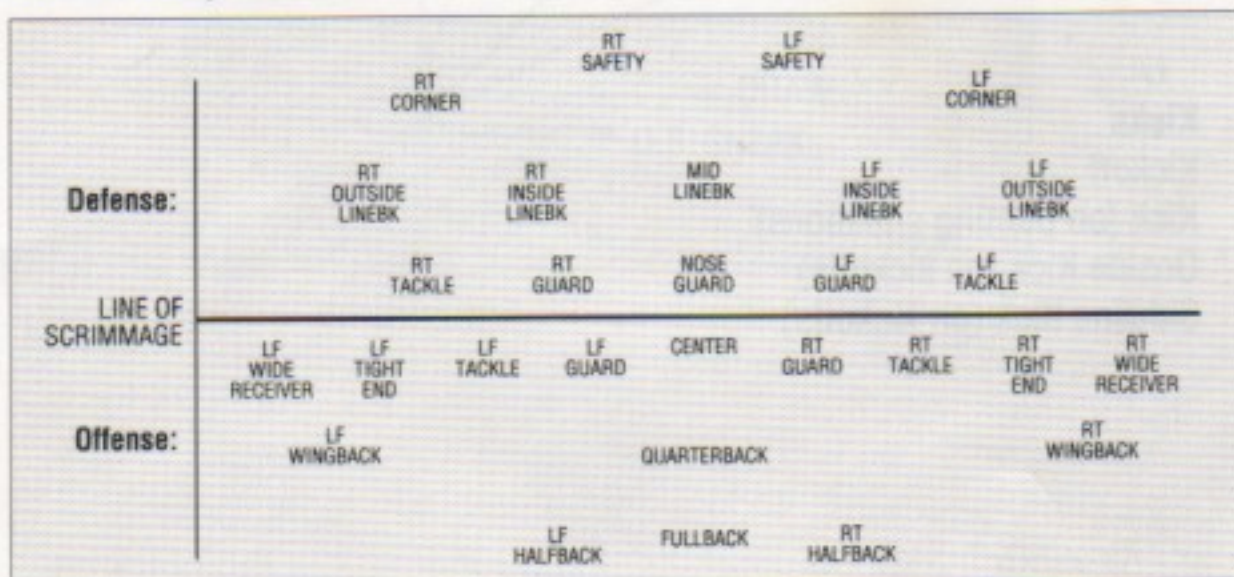 RT LF
SAFETY SAFETY
RT LF
CORNER CORNER
Defense:
RT RT MID LF LF
OUTSIDE INSIDE LINEBK INSIDE OUTSIDE
LINEBK LINEBK LINEBK LINEBK
RT RT NOSE LF LF
TACKLE GUARD GUARD GUARD TACKLE
LINE OF
SCRIMMAGE
LF LF LF LF CENTER RT RT RT RT
WIDE TIGHT TACKLE GUARD GUARD TACKLE TIGHT WIDE
RECEIVER END END RECEIVER
Offense:
LF QUARTERBACK RT
WINGBACK WINGBACK
LF FULLBACK RT
HALFBACK HALFBACK